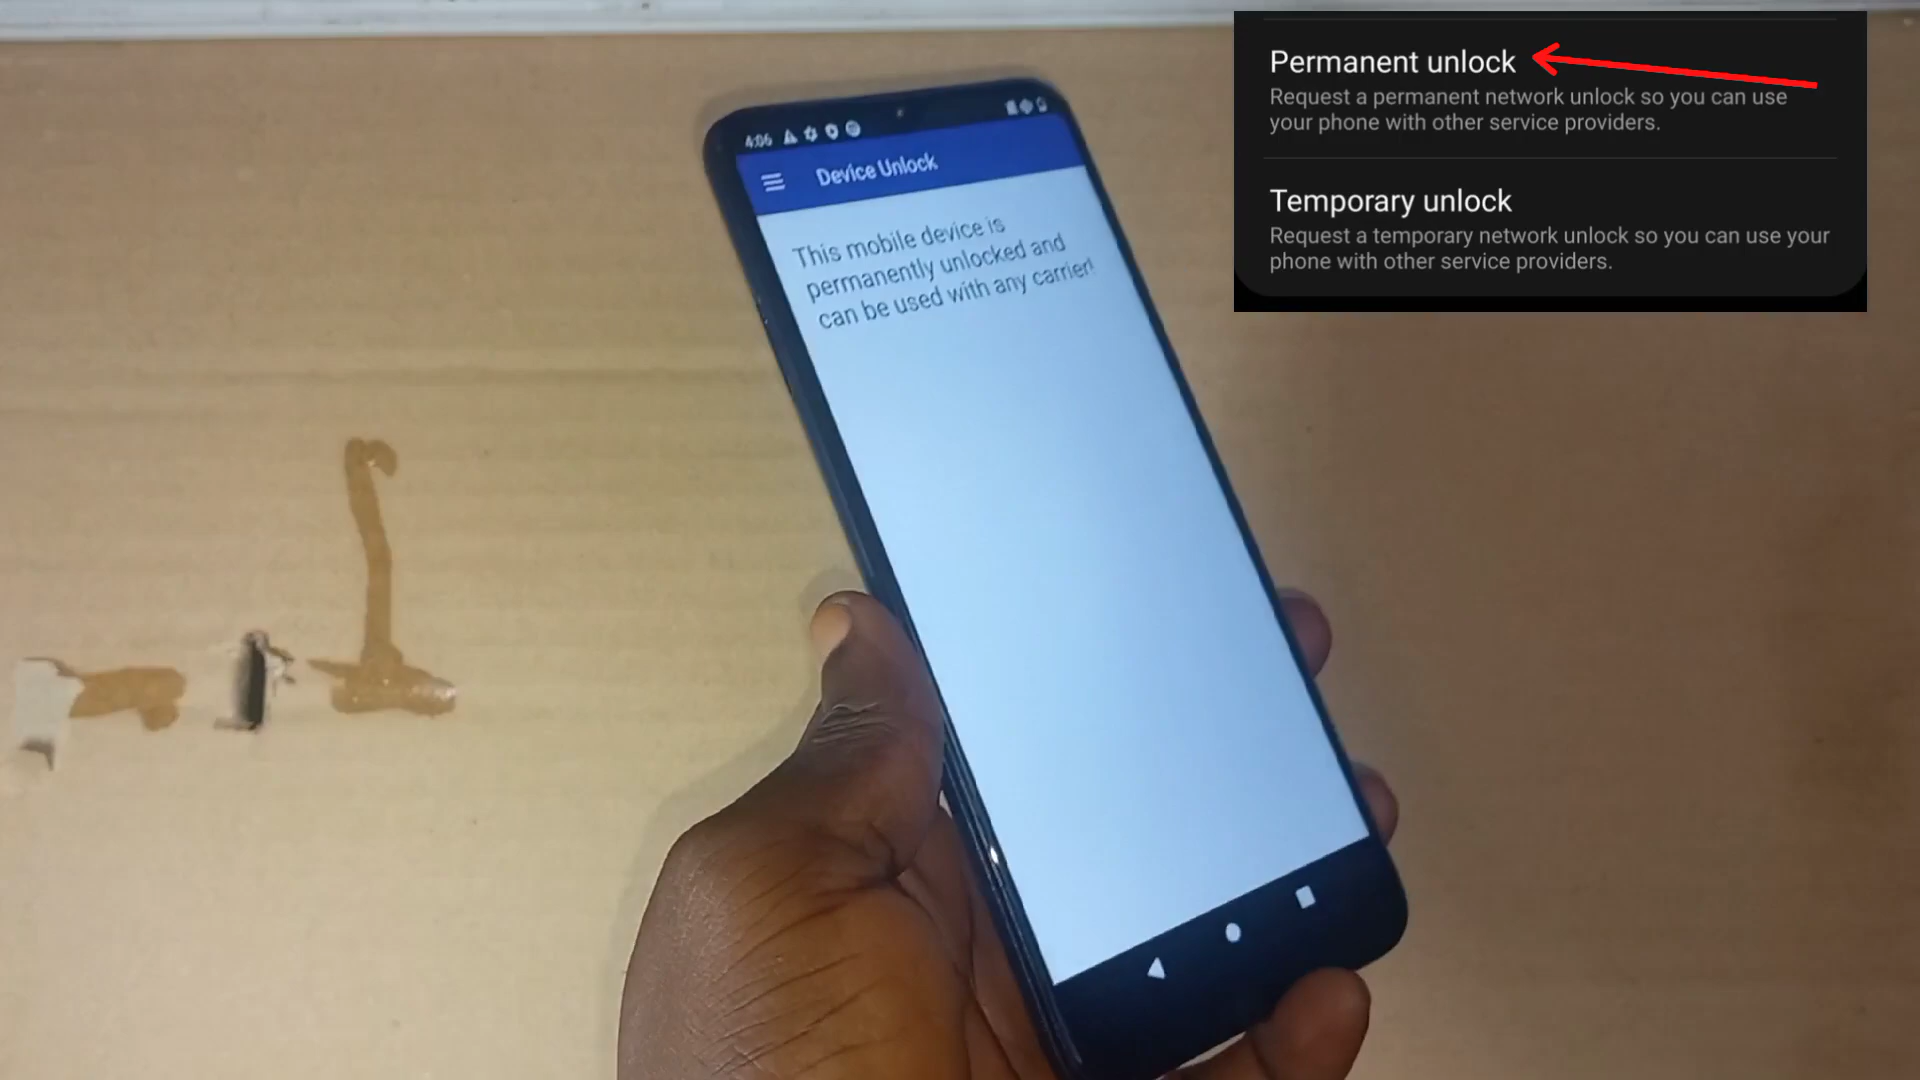 4:06
Device Unlock
This mobile device is
permanently unlocked and
can be used with any carrier!
Permanent unlock
Request a permanent network unlock so you can use
your phone with other service providers.
Temporary unlock
Request a temporary network unlock so you can use your
phone with other service providers.